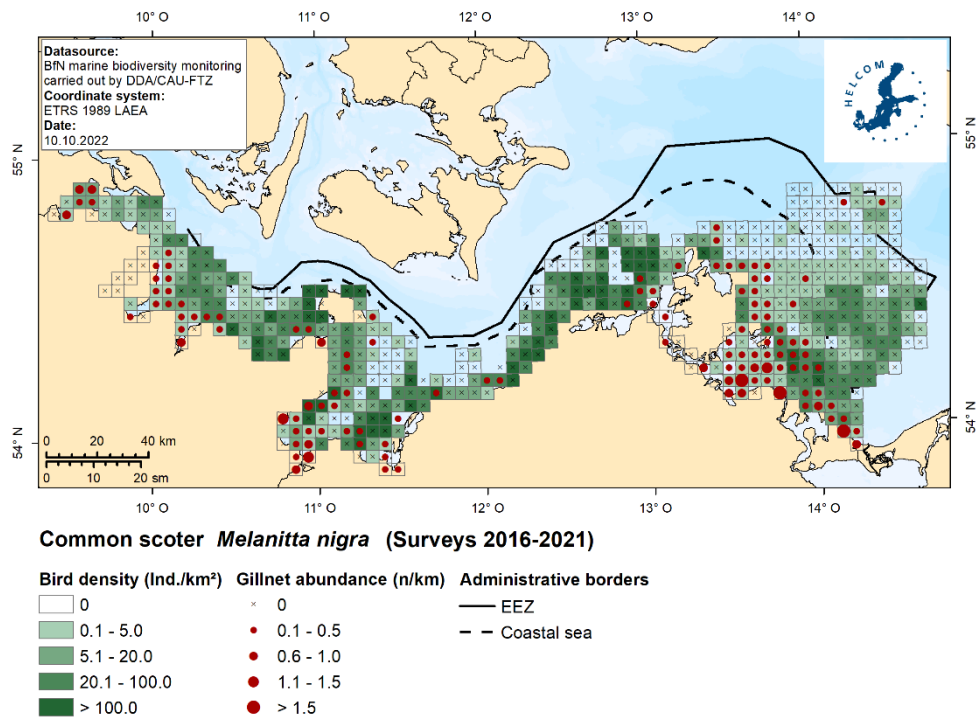 10° O 11° O 12° O 13° O 14° O
Datasource:
BfN marine biodiversity monitoring
carried out by DDA/CAU-FTZ
Coordinate system:
ETRS 1989 LAEA
Date:
10.10.2022
HELCOM
55° N
55° N
54° N
54° N
0 20 40 km
0 10 20 sm
10° O 11° O 12° O 13° O 14° O
Common scoter Melanitta nigra (Surveys 2016-2021)
Bird density (Ind./km²) Gillnet abundance (n/km) Administrative borders
0 × 0 EEZ
0.1 - 5.0 0.1 - 0.5 Coastal sea
5.1 - 20.0 0.6 - 1.0
20.1 - 100.0 1.1 - 1.5
> 100.0 > 1.5